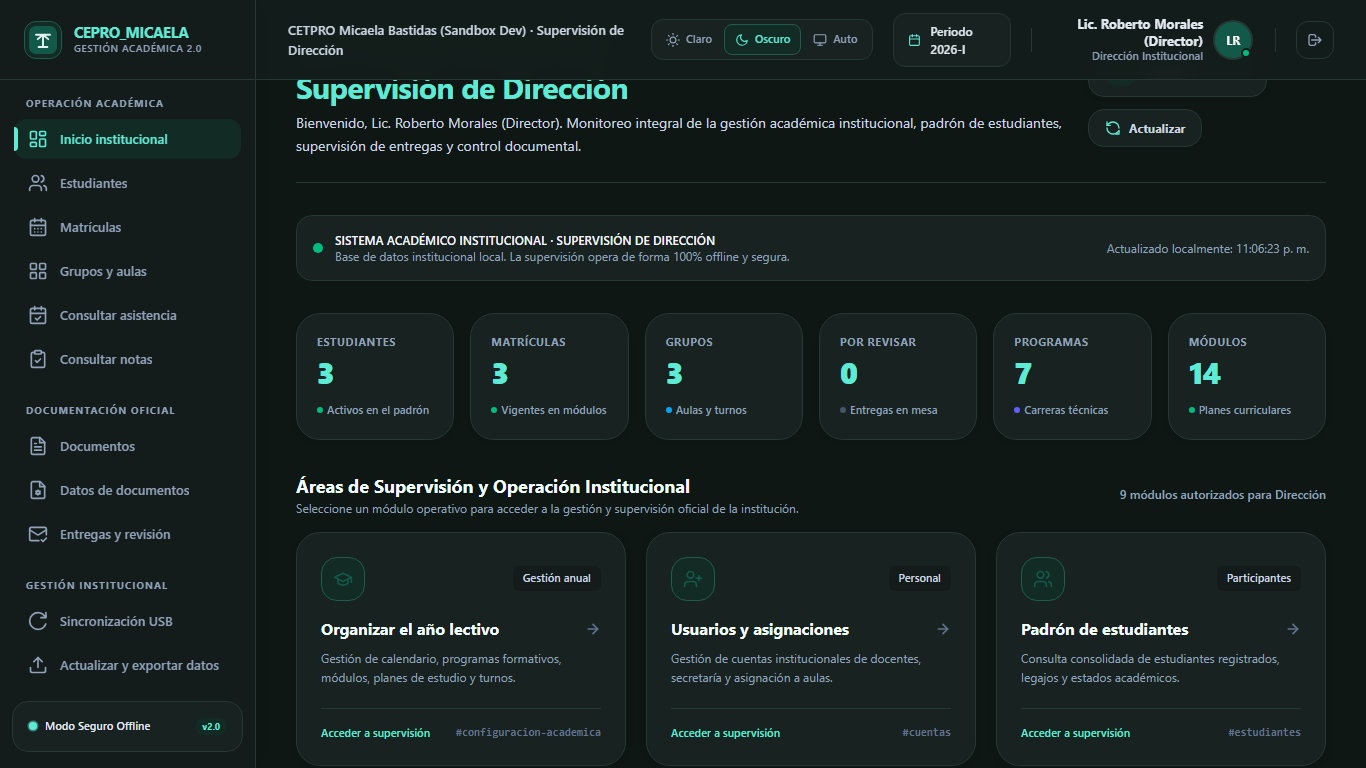 CEPRO_MICAELA
GESTIÓN ACADÉMICA 2.0
CETPRO Micaela Bastidas (Sandbox Dev) · Supervisión de
Dirección
Claro
Oscuro
Auto
Periodo
2026-I
Lic. Roberto Morales
(Director)
Dirección Institucional
LR
OPERACIÓN ACADÉMICA
Inicio institucional
Estudiantes
Matrículas
Grupos y aulas
Consultar asistencia
Consultar notas
DOCUMENTACIÓN OFICIAL
Documentos
Datos de documentos
Entregas y revisión
GESTIÓN INSTITUCIONAL
Sincronización USB
Actualizar y exportar datos
Modo Seguro Offline
v2.0
Supervisión de Dirección
Bienvenido, Lic. Roberto Morales (Director). Monitoreo integral de la gestión académica institucional, padrón de estudiantes,
supervisión de entregas y control documental.
Actualizar
SISTEMA ACADÉMICO INSTITUCIONAL · SUPERVISIÓN DE DIRECCIÓN
Base de datos institucional local. La supervisión opera de forma 100% offline y segura.
Actualizado localmente: 11:06:23 p. m.
ESTUDIANTES
3
Activos en el padrón
MATRÍCULAS
3
Vigentes en módulos
GRUPOS
3
Aulas y turnos
POR REVISAR
0
Entregas en mesa
PROGRAMAS
7
Carreras técnicas
MÓDULOS
14
Planes curriculares
Áreas de Supervisión y Operación Institucional
Seleccione un módulo operativo para acceder a la gestión y supervisión oficial de la institución.
9 módulos autorizados para Dirección
Gestión anual
Organizar el año lectivo
Gestión de calendario, programas formativos,
módulos, planes de estudio y turnos.
Acceder a supervisión
#configuracion-academica
Personal
Usuarios y asignaciones
Gestión de cuentas institucionales de docentes,
secretaría y asignación a aulas.
Acceder a supervisión
#cuentas
Participantes
Padrón de estudiantes
Consulta consolidada de estudiantes registrados,
legajos y estados académicos.
Acceder a supervisión
#estudiantes